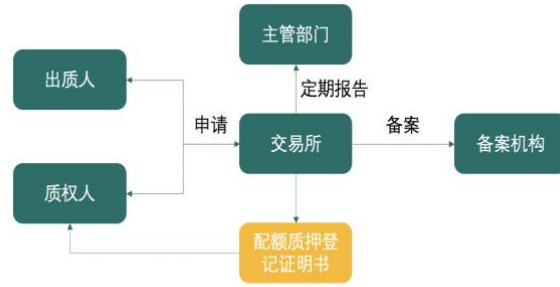 主管部门
出质人
定期报告
申请
交易所
备案
备案机构
质权人
配额质押登
记证明书